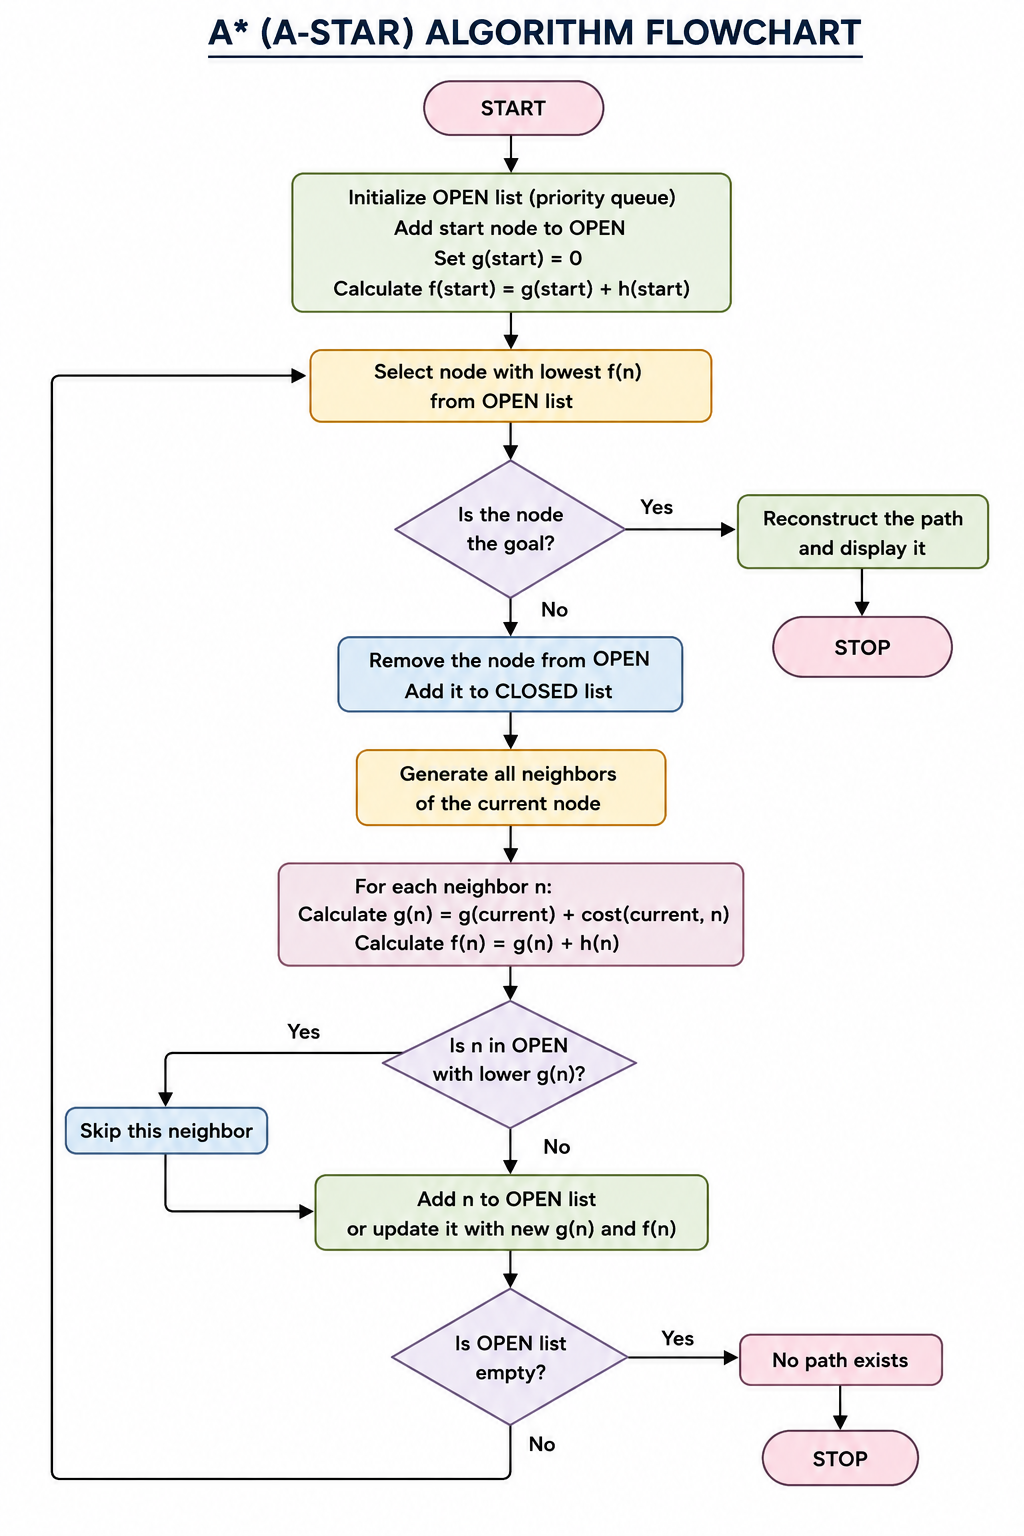 A* (A-STAR) ALGORITHM FLOWCHART
START
Initialize OPEN list (priority queue)
Add start node to OPEN
Set g(start) = 0
Calculate f(start) = g(start) + h(start)
Select node with lowest f(n)
from OPEN list
Is the node
the goal?
Yes
Reconstruct the path
and display it
STOP
No
Remove the node from OPEN
Add it to CLOSED list
Generate all neighbors
of the current node
For each neighbor n:
Calculate g(n) = g(current) + cost(current, n)
Calculate f(n) = g(n) + h(n)
Is n in OPEN
with lower g(n)?
Yes
Skip this neighbor
No
Add n to OPEN list
or update it with new g(n) and f(n)
Is OPEN list
empty?
Yes
No path exists
STOP
No